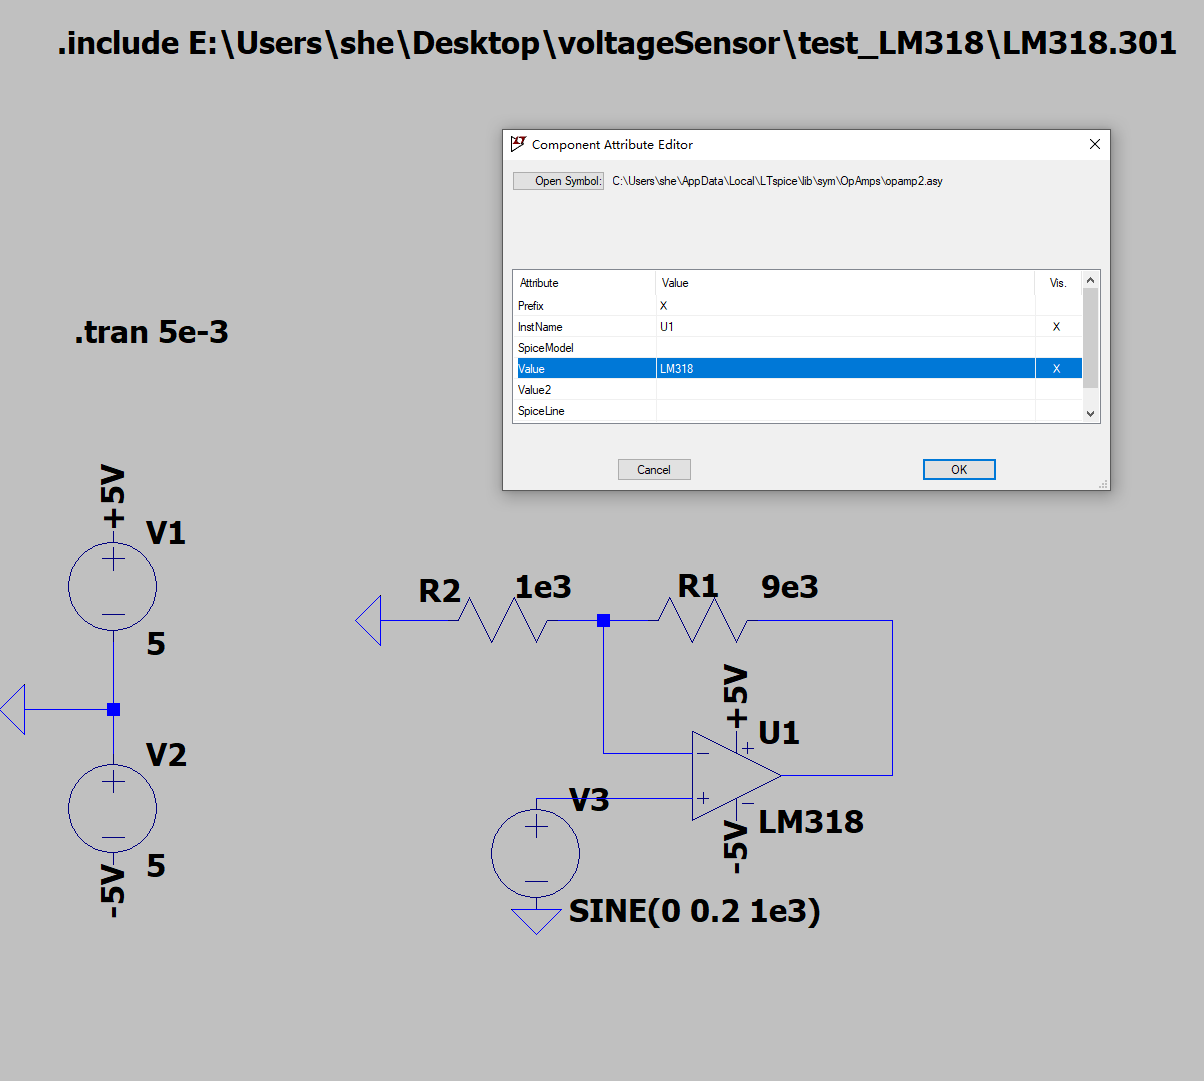 .include E:\Users\she\Desktop\voltageSensor\test_LM318\LM318.301
Component Attribute Editor
Open Symbol: C:\Users\she\AppData\Local\LTspice\lib\sym\OpAmps\opamp2.asy
Attribute Value Vis.
Prefix X
InstName U1 X
SpiceModel
Value LM318 X
Value2
SpiceLine
Cancel OK
.tran 5e-3
+5V
V1
5
V2
5
-5V
R2 1e3 R1 9e3
+5V
U1
V3
LM318
-5V
SINE(0 0.2 1e3)